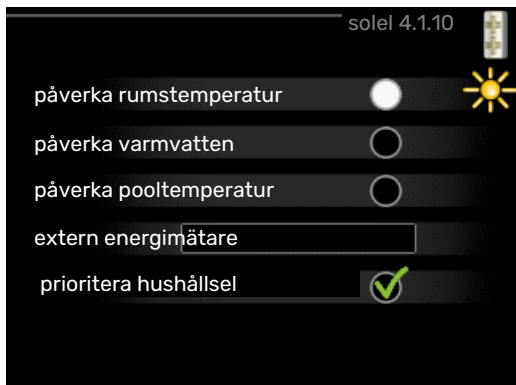 solel 4.1.10
påverka rumstemperatur
påverka varmvatten
påverka pooltemperatur
extern energimätare
prioritera hushållsel